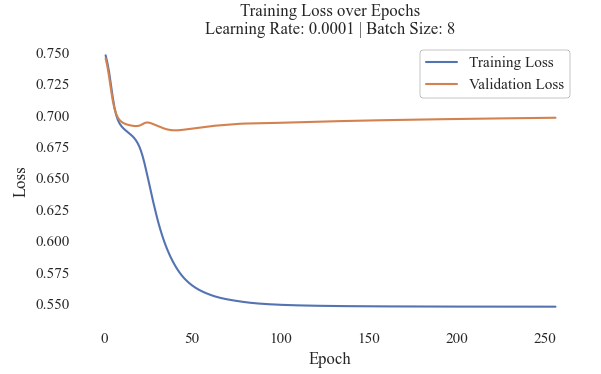 Training Loss over Epochs
Learning Rate: 0.0001 | Batch Size: 8
Training Loss
Validation Loss
Loss
0.750
0.725
0.700
0.675
0.650
0.625
0.600
0.575
0.550
0 50 100 150 200 250
Epoch